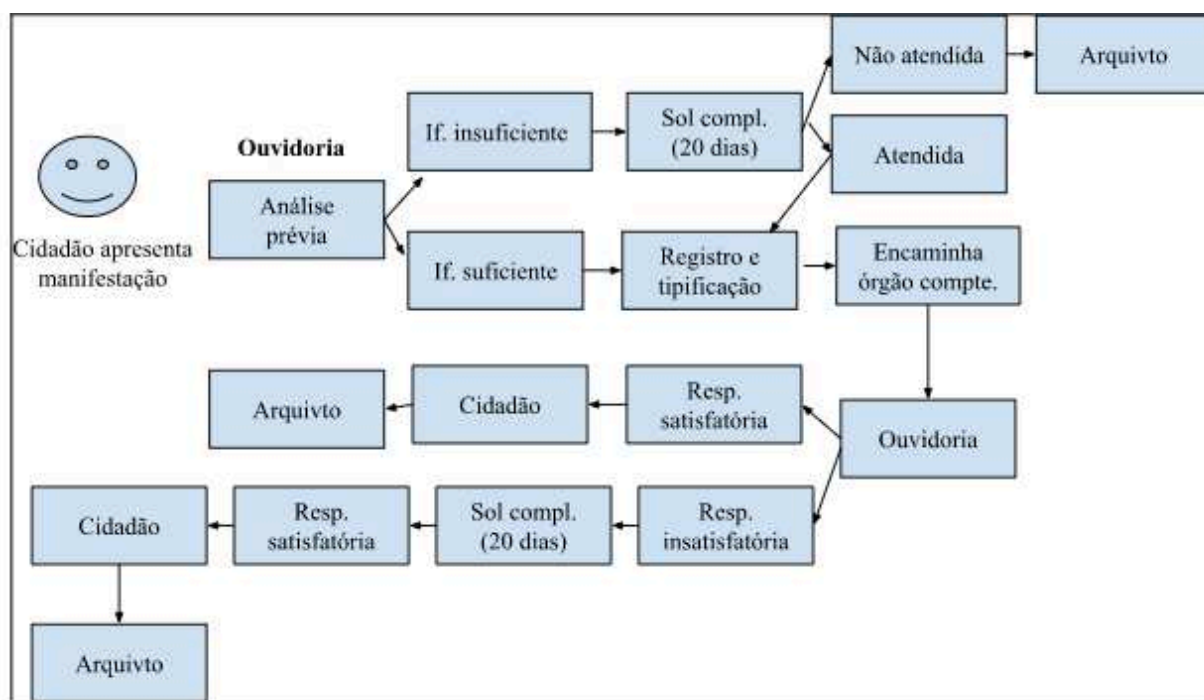 Não atendida
Arquivto
If. insuficiente
Sol compl.
(20 dias)
Atendida
Ouvidoria
Análise
prévia
Cidadão apresenta
manifestação
If. suficiente
Registro e
tipificação
Encaminha
órgão compte.
Arquivto
Cidadão
Resp.
satisfatória
Ouvidoria
Cidadão
Resp.
satisfatória
Sol compl.
(20 dias)
Resp.
insatisfatória
Arquivto